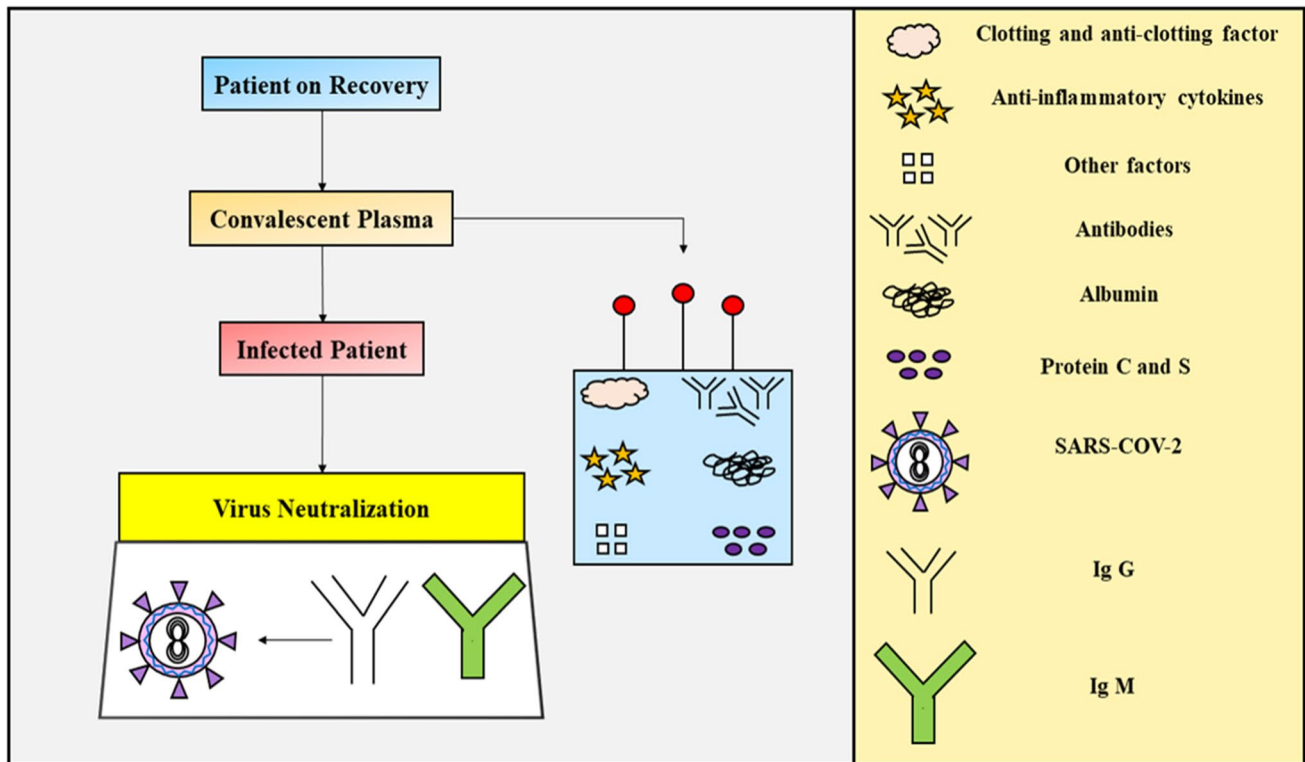 Patient on Recovery
Convalescent Plasma
Infected Patient
Virus Neutralization
Clotting and anti-clotting factor
Anti-inflammatory cytokines
Other factors
Antibodies
Albumin
Protein C and S
SARS-COV-2
Ig G
Ig M